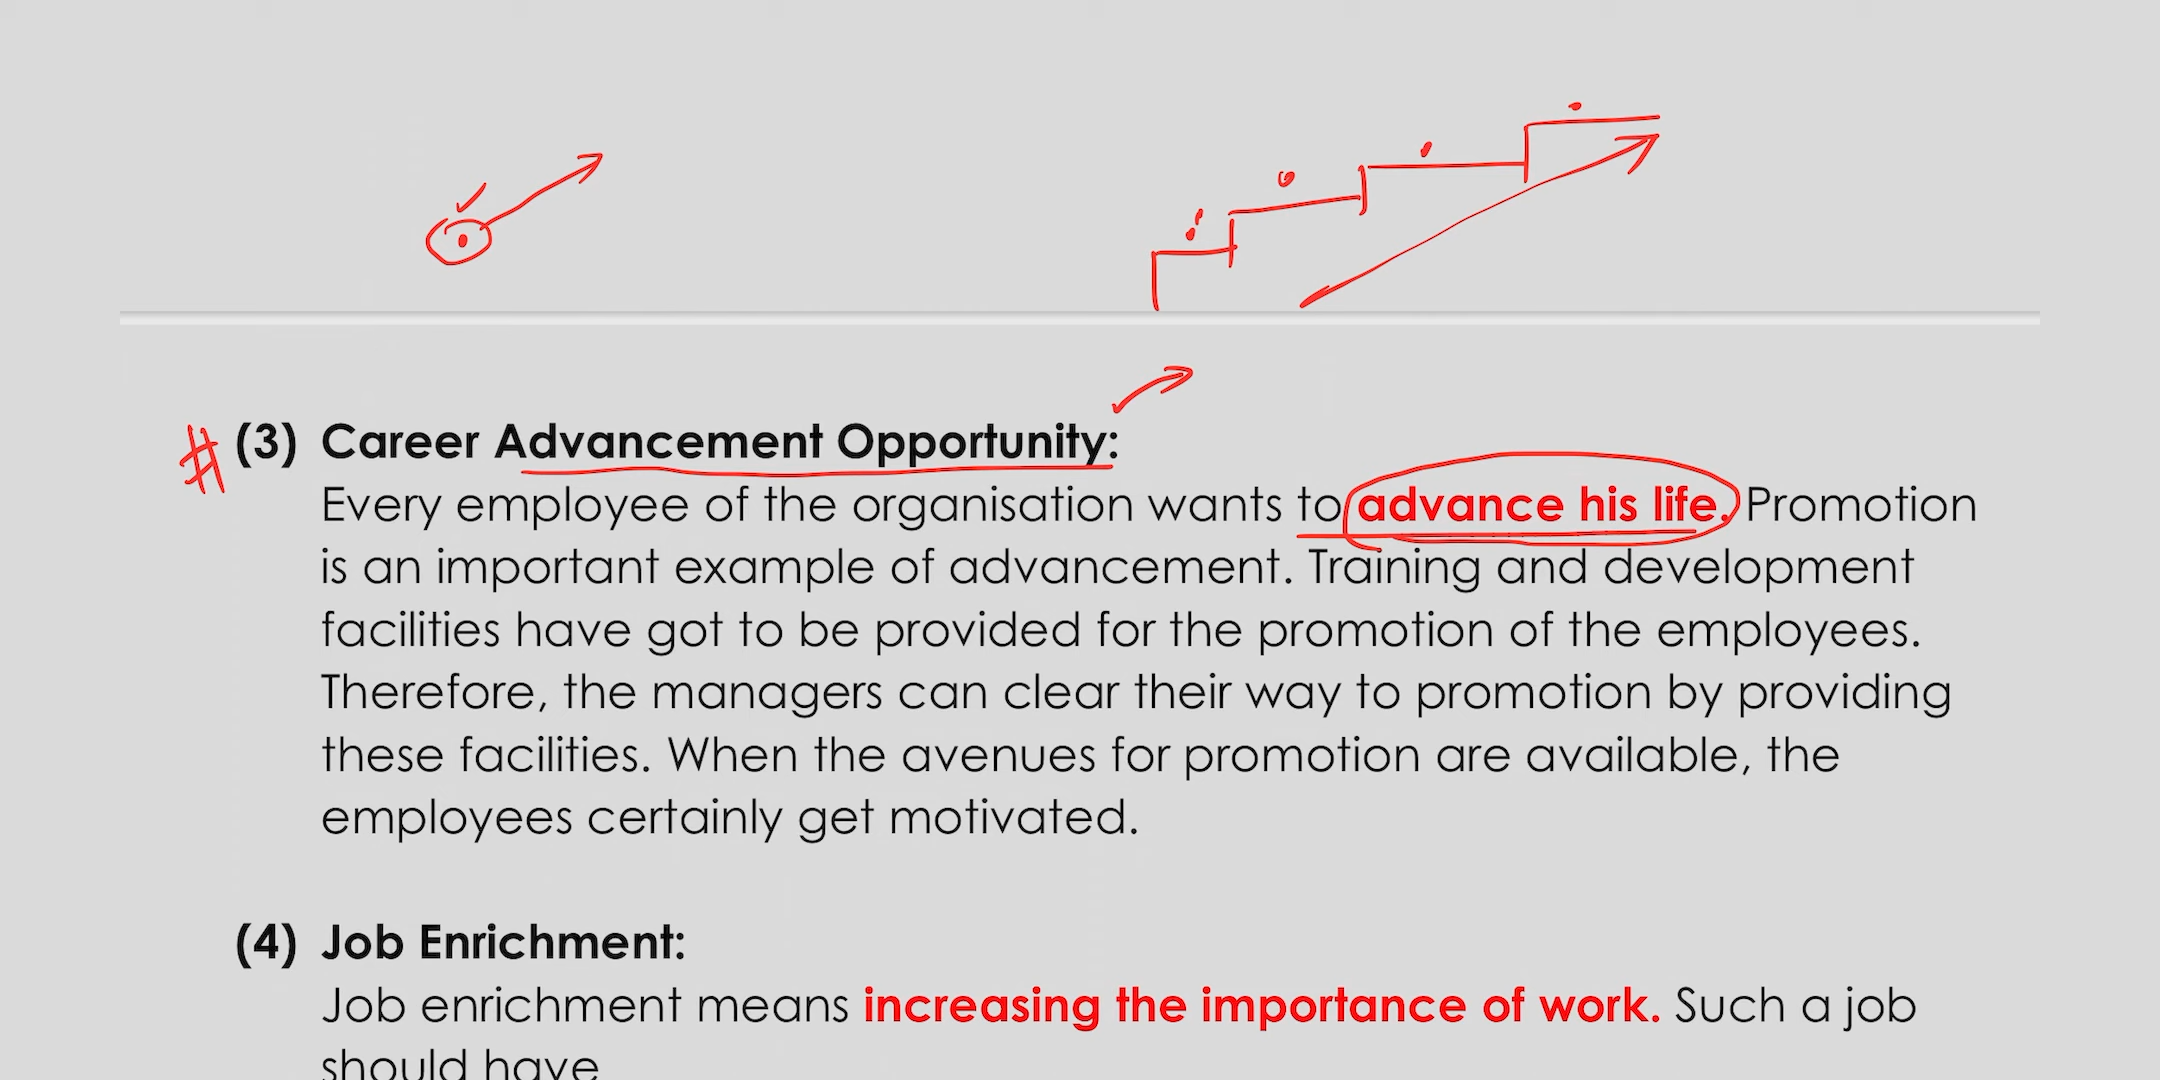 # (3) Career Advancement Opportunity:
Every employee of the organisation wants to advance his life. Promotion
is an important example of advancement. Training and development
facilities have got to be provided for the promotion of the employees.
Therefore, the managers can clear their way to promotion by providing
these facilities. When the avenues for promotion are available, the
employees certainly get motivated.
(4) Job Enrichment:
Job enrichment means increasing the importance of work. Such a job
should have